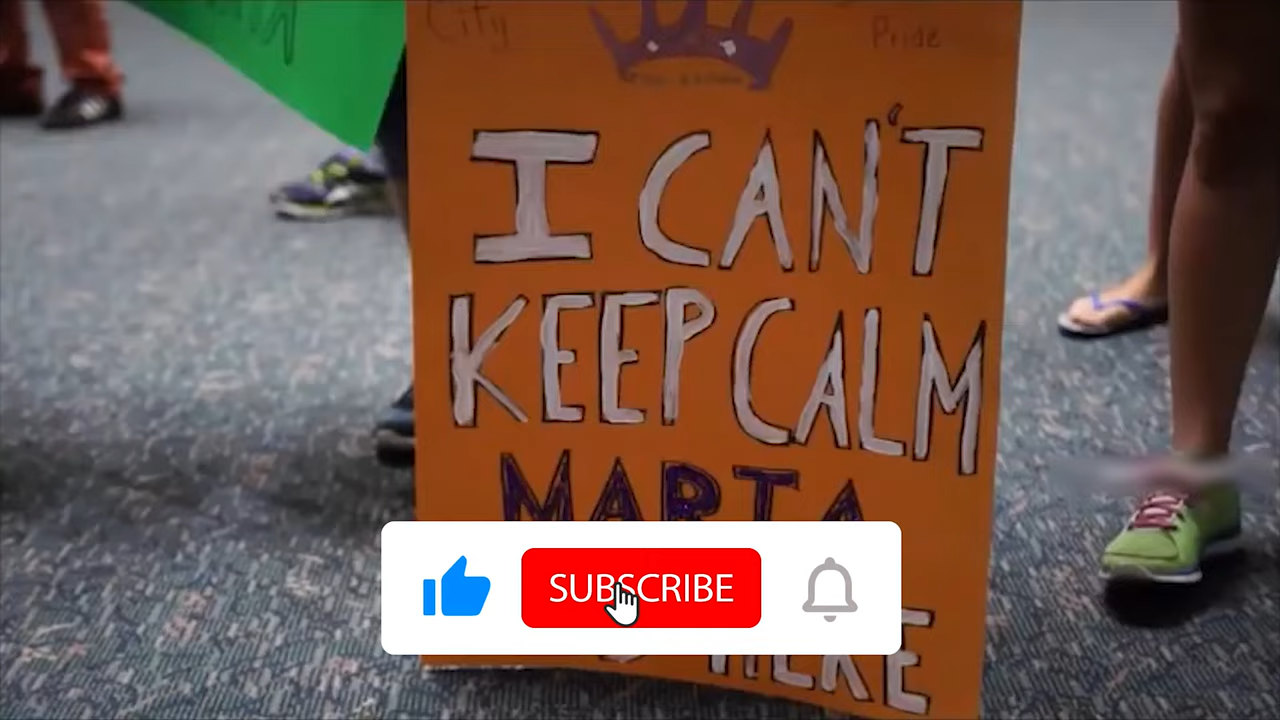 City
Pride
I CAN'T
KEEP CALM
MARTA
SUBSCRIBE
HERE